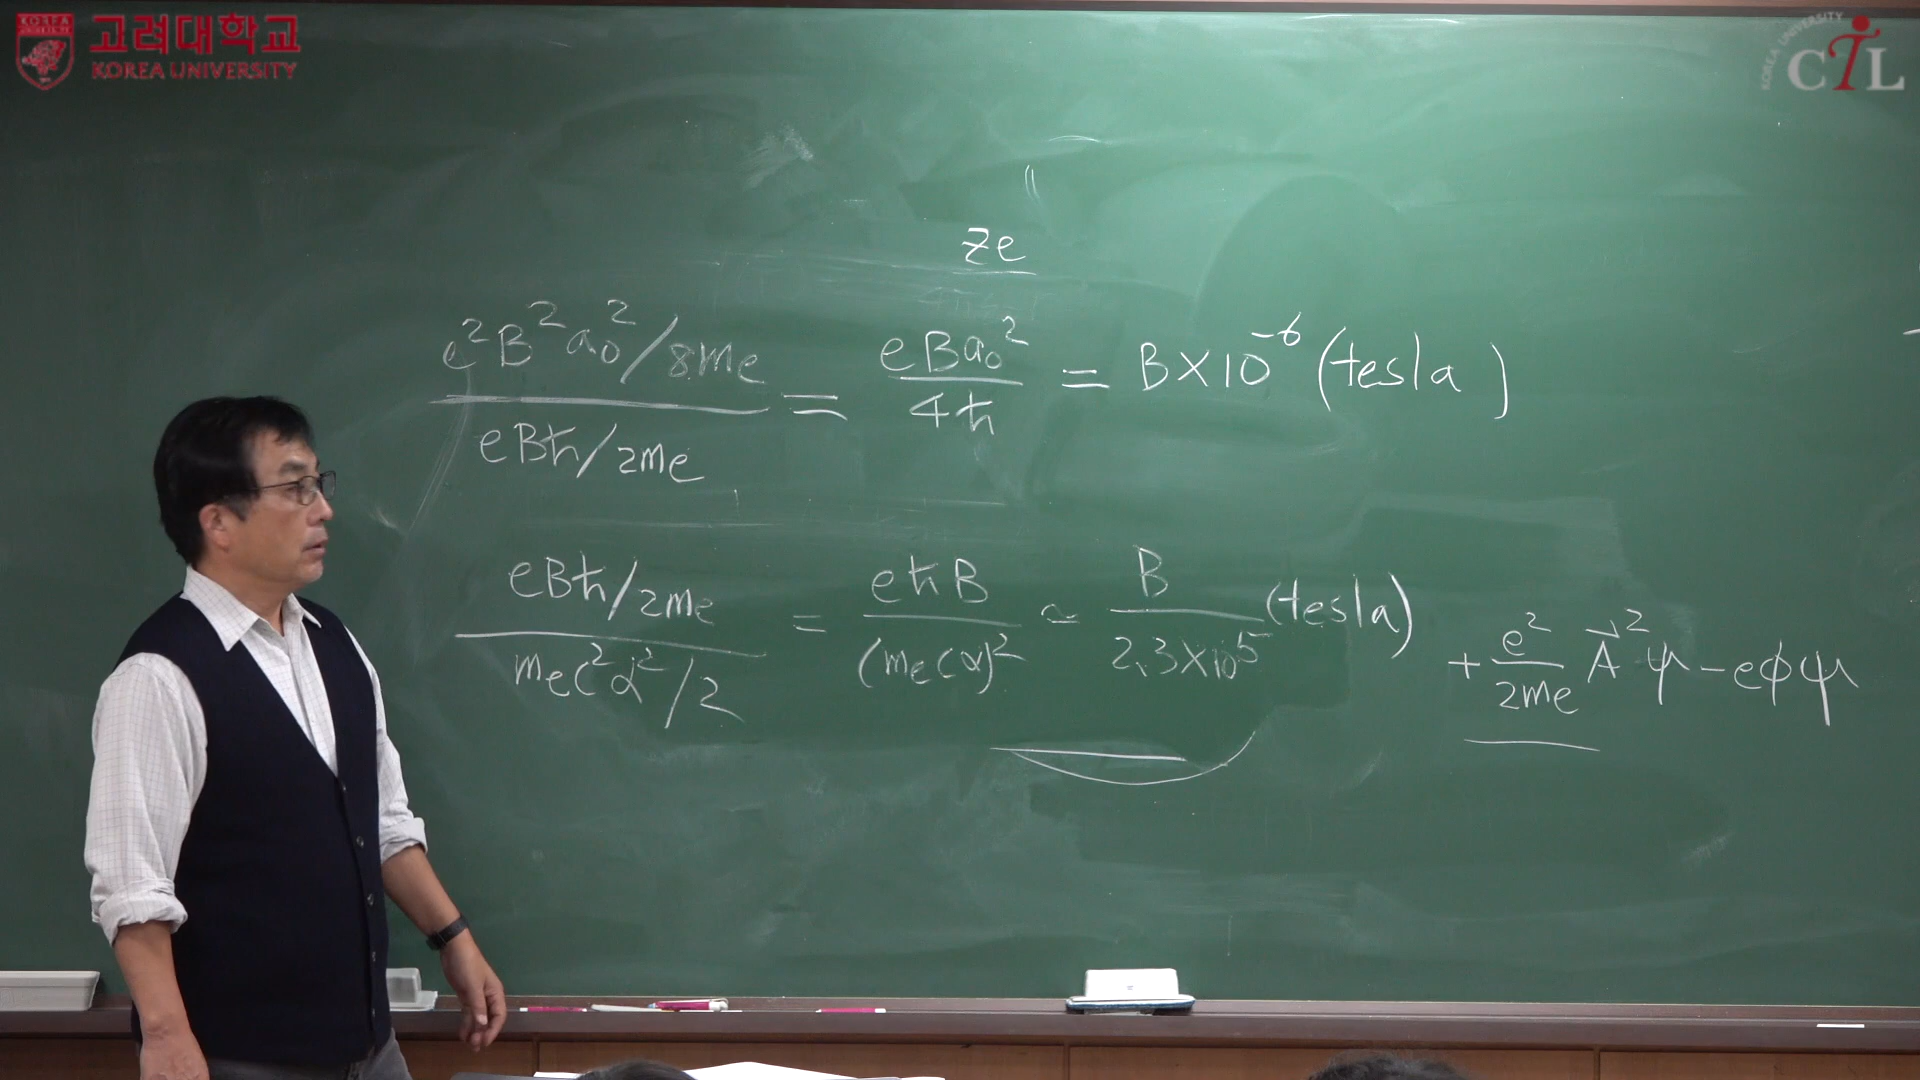 고려대학교
KOREA UNIVERSITY
KOREA UNIVERSITY
CTL
ze
e²B²a₀²/8me / eBħ/2me = eBa₀²/4ħ = B×10⁻⁶ (tesla)
eBħ/2me / mec²α²/2 = eħB/(mecα)² ≃ B/2.3×10⁵ (tesla)
+ e²/2me A⃗²ψ - eϕψ